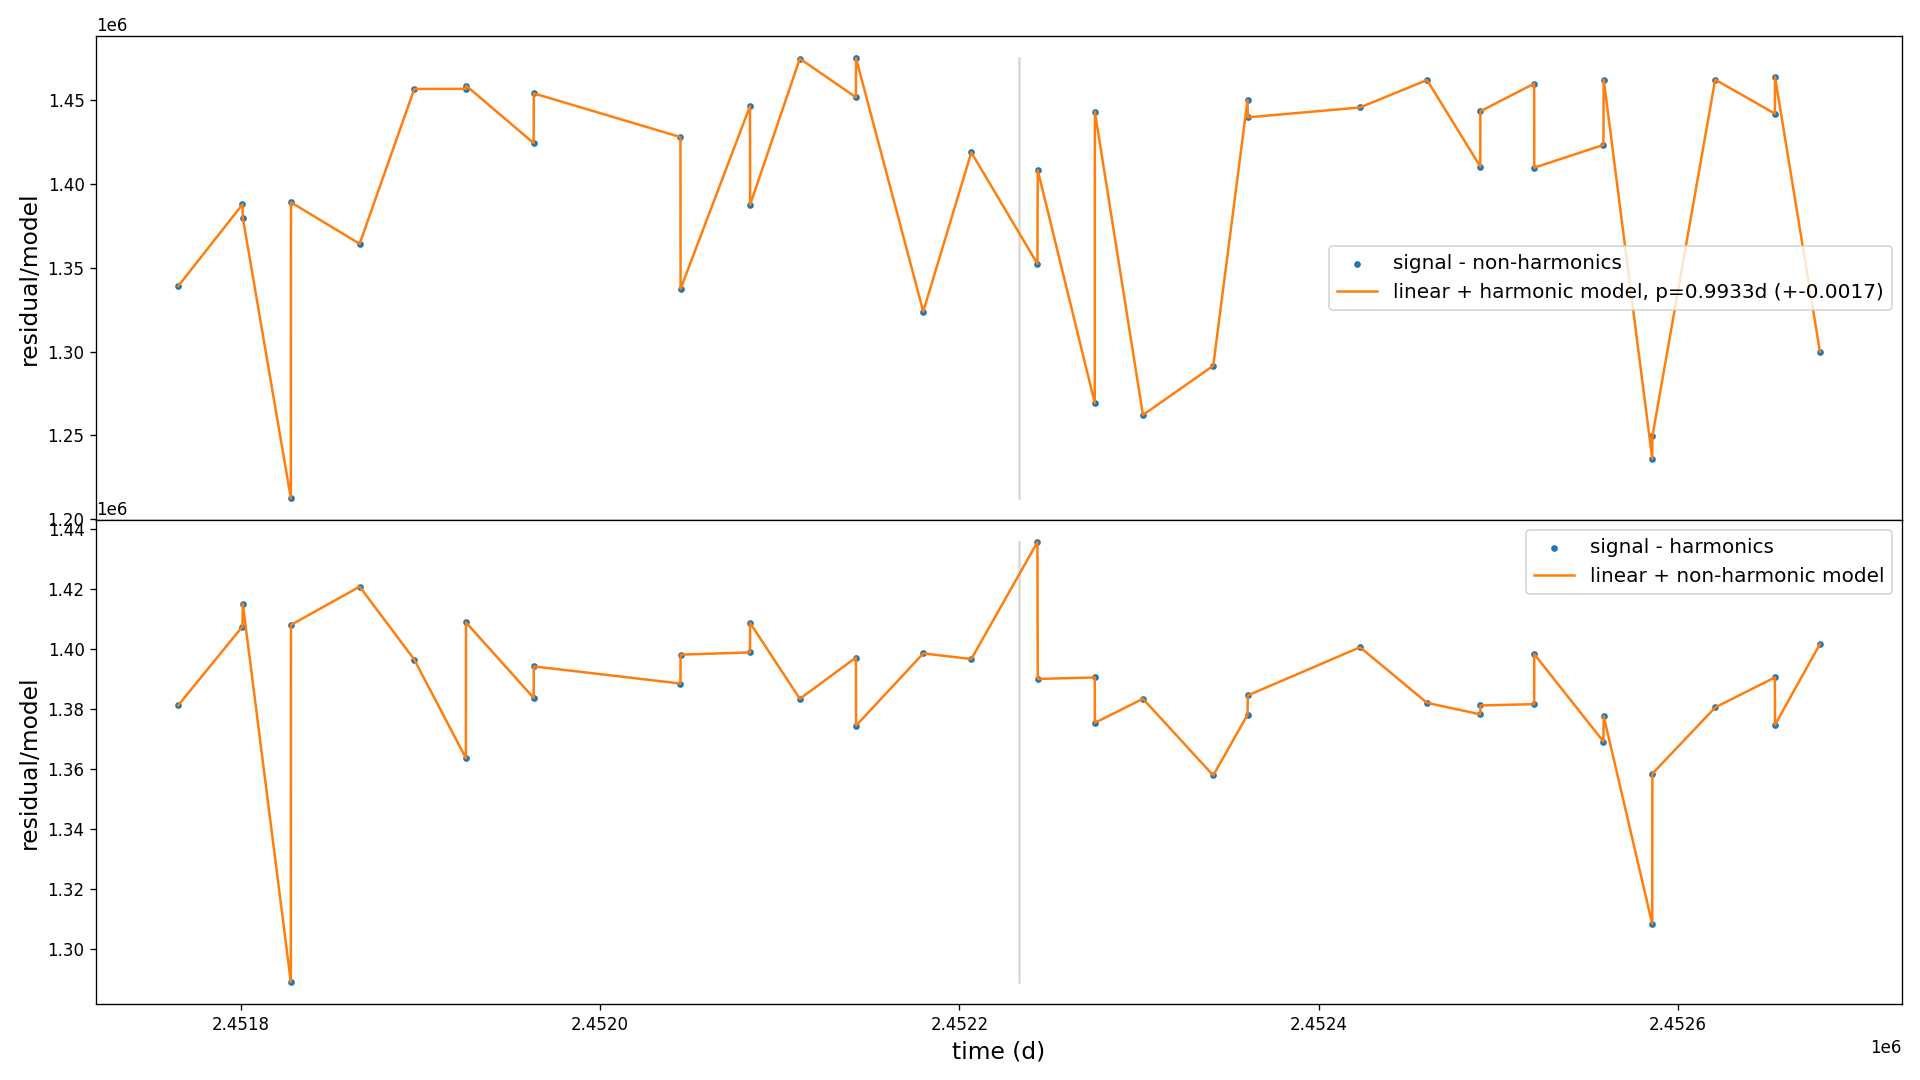 1e6
1.45
1.40
1.35
1.30
1.25
1.20
residual/model
signal - non-harmonics
linear + harmonic model, p=0.9933d (+-0.0017)
1e6
1.44
1.42
1.40
1.38
1.36
1.34
1.32
1.30
residual/model
signal - harmonics
linear + non-harmonic model
2.4518
2.4520
2.4522
2.4524
2.4526
time (d)
1e6